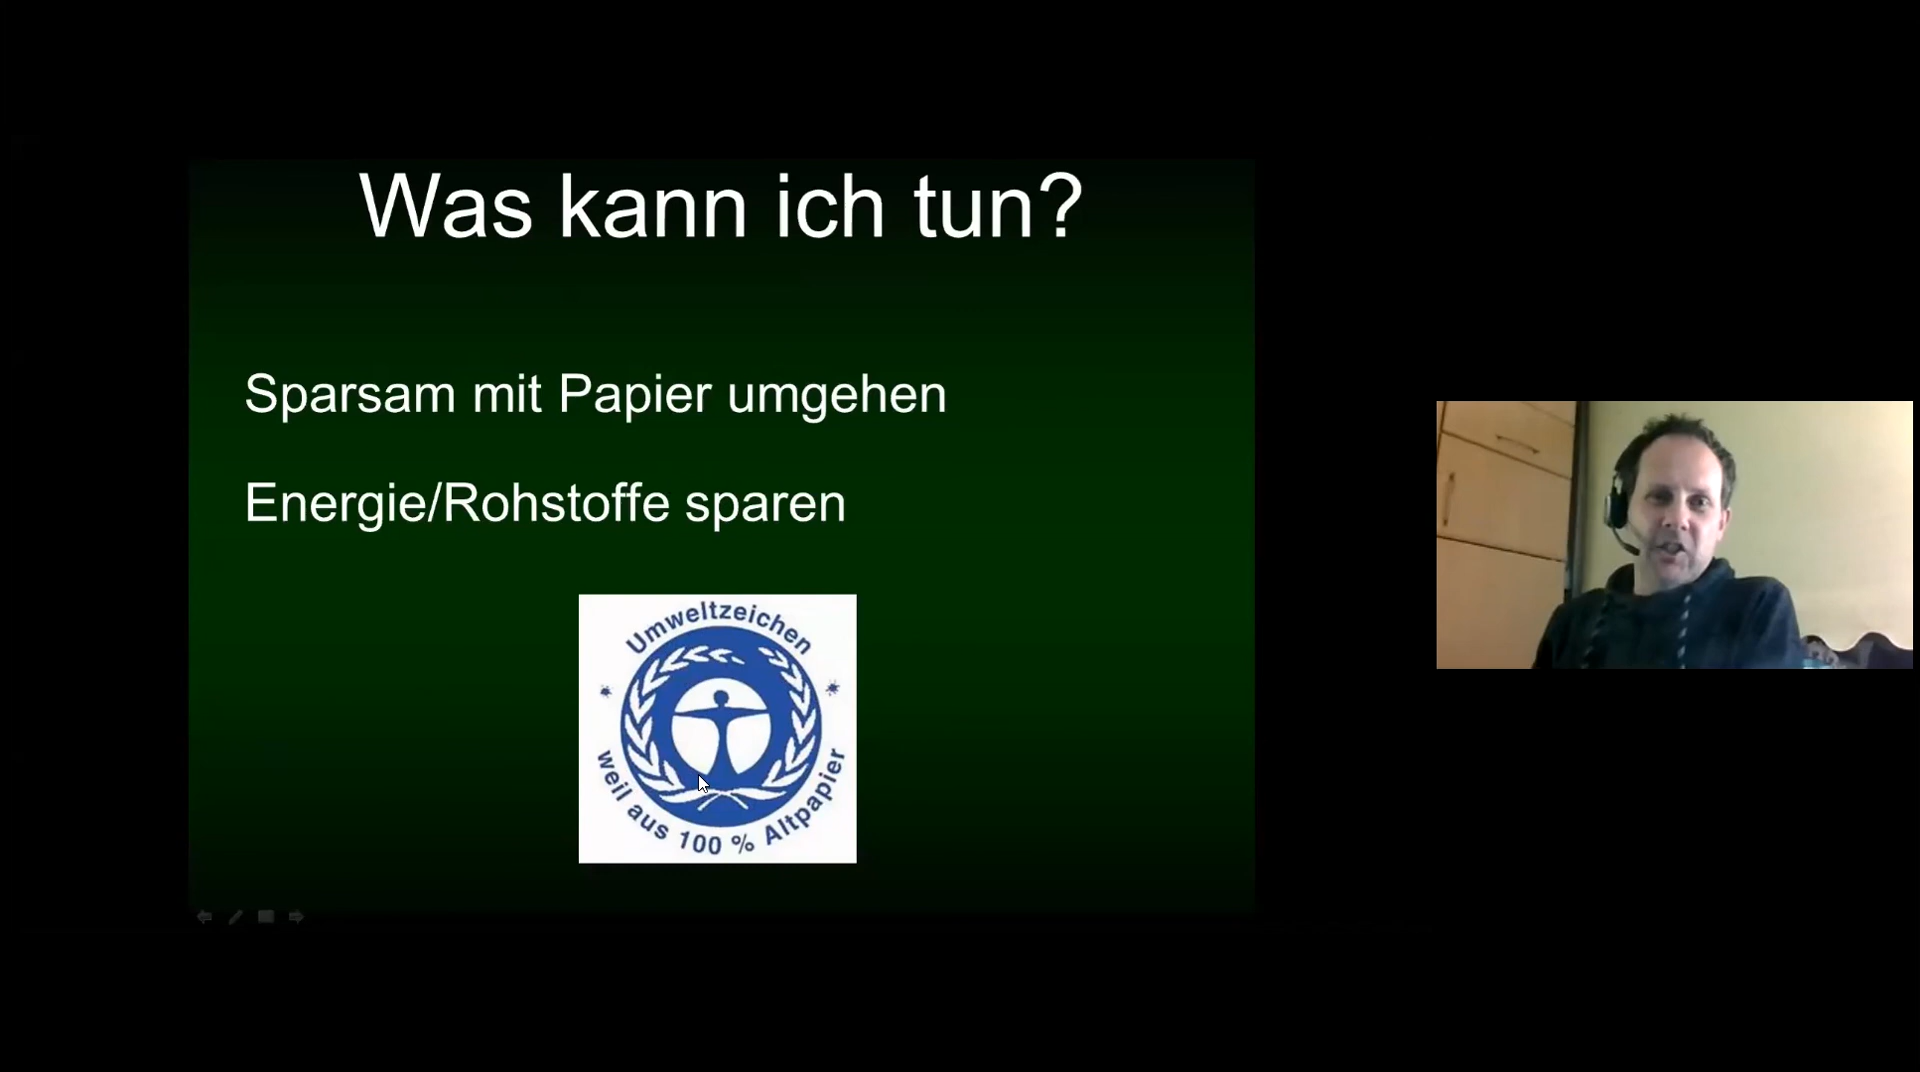 Was kann ich tun?
Sparsam mit Papier umgehen
Energie/Rohstoffe sparen
Umweltzeichen
weil aus 100 % Altpapier